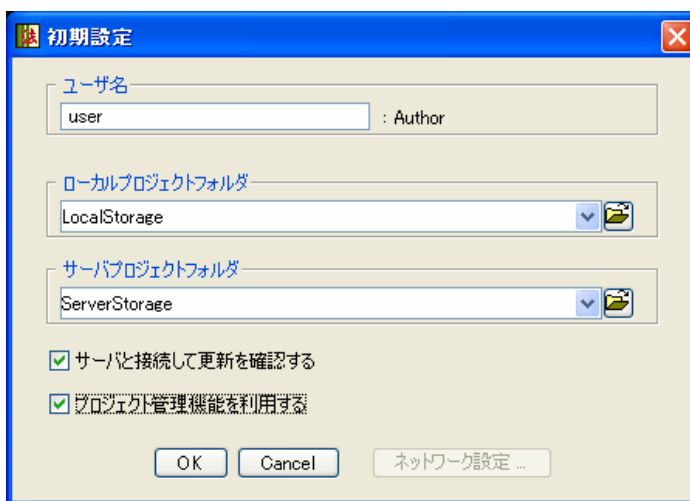 法 初期設定
ユーザ名
user : Author
ローカルプロジェクトフォルダ
LocalStorage
サーバプロジェクトフォルダ
ServerStorage
サーバと接続して更新を確認する
プロジェクト管理機能を利用する
OK Cancel ネットワーク設定 ...